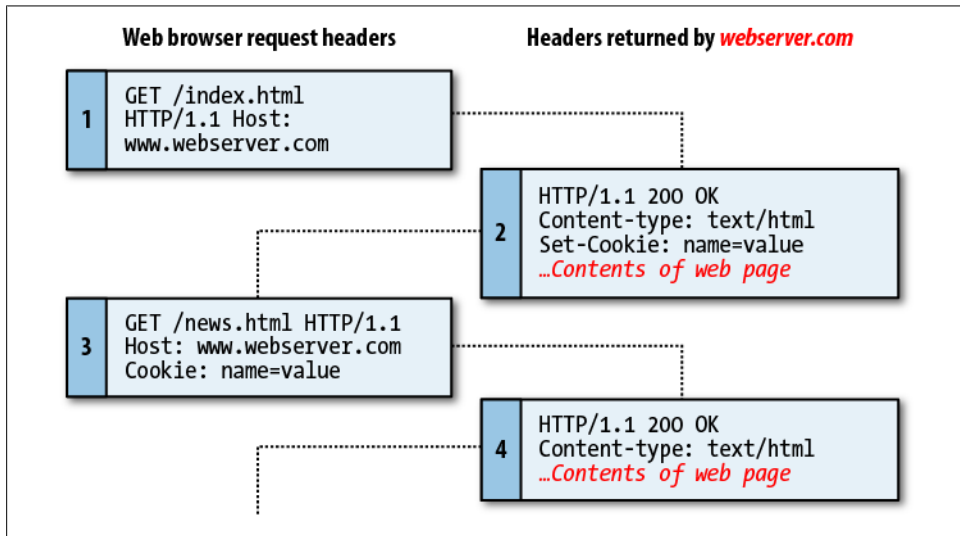 Web browser request headers
Headers returned by webserver.com
1
GET /index.html
HTTP/1.1 Host:
www.webserver.com
2
HTTP/1.1 200 OK
Content-type: text/html
Set-Cookie: name=value
…Contents of web page
3
GET /news.html HTTP/1.1
Host: www.webserver.com
Cookie: name=value
4
HTTP/1.1 200 OK
Content-type: text/html
…Contents of web page